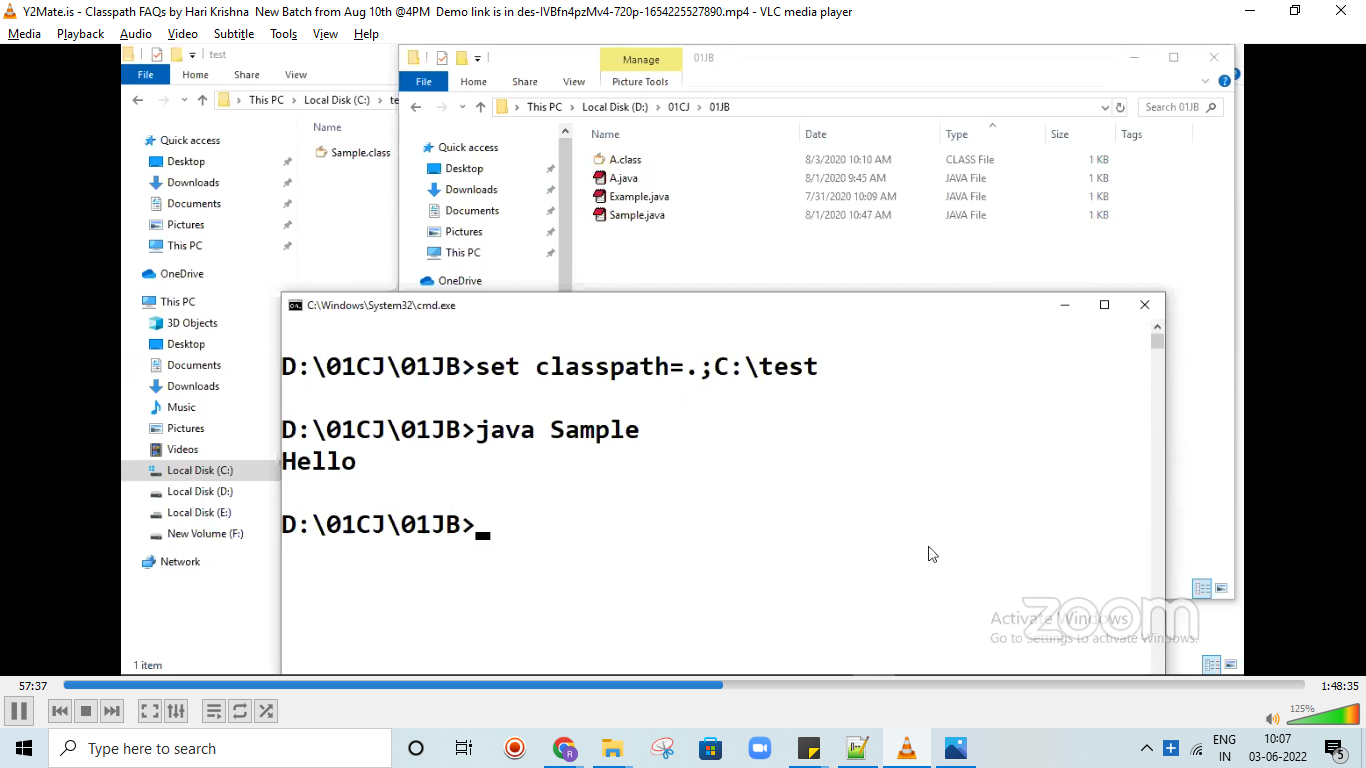 Y2Mate.is - Classpath FAQs by Hari Krishna  New Batch from Aug 10th @4PM  Demo link is in des-IVBfn4pzMv4-720p-1654225527890.mp4 - VLC media player
Media Playback Audio Video Subtitle Tools View Help
test
File Home Share View
This PC > Local Disk (C:) > te
Quick access
Desktop
Downloads
Documents
Pictures
This PC
OneDrive
This PC
3D Objects
Desktop
Documents
Downloads
Music
Pictures
Videos
Local Disk (C:)
Local Disk (D:)
Local Disk (E:)
New Volume (F:)
Network
1 item
Name
Sample.class
Manage 01JB
File Home Share View Picture Tools
This PC > Local Disk (D:) > 01CJ > 01JB
Search 01JB
Quick access
Desktop
Downloads
Documents
Pictures
This PC
OneDrive
Name Date Type Size Tags
A.class 8/3/2020 10:10 AM CLASS File 1 KB
A.java 8/1/2020 9:45 AM JAVA File 1 KB
Example.java 7/31/2020 10:09 AM JAVA File 1 KB
Sample.java 8/1/2020 10:47 AM JAVA File 1 KB
C:\Windows\System32\cmd.exe
D:\01CJ\01JB>set classpath=.;C:\test
D:\01CJ\01JB>java Sample
Hello
D:\01CJ\01JB>
zoom
Activate Windows
Go to Settings to activate Windows.
57:37 1:48:35
125%
Type here to search
ENG
IN
10:07
03-06-2022
5